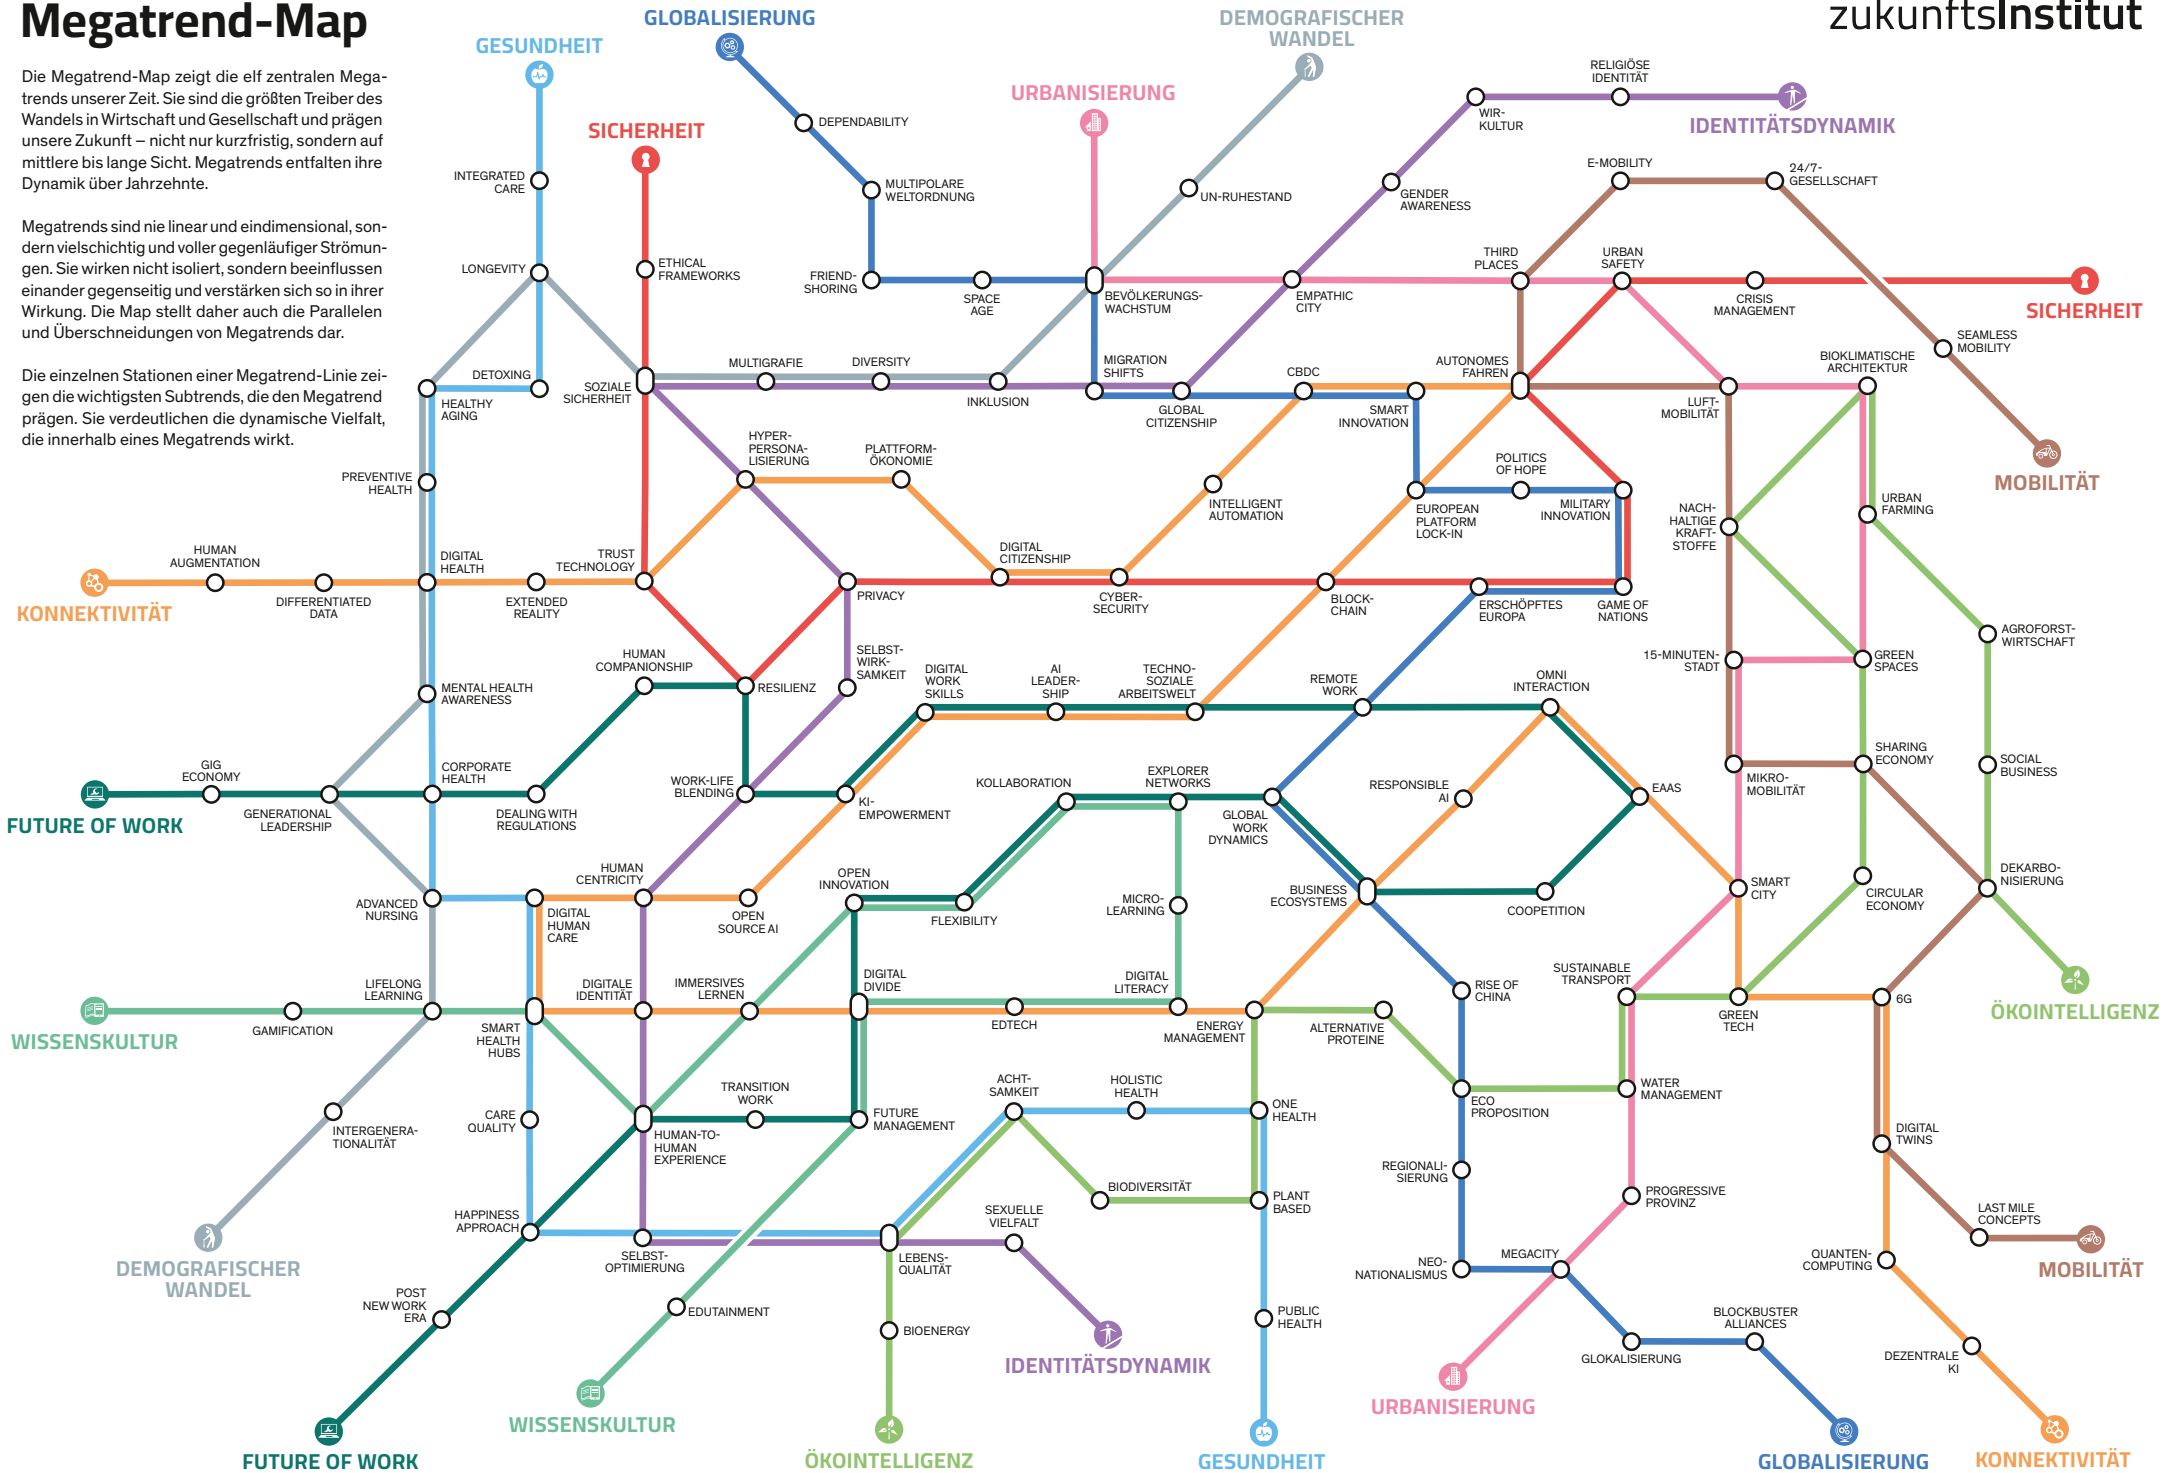 Megatrend-Map
zukunftsInstitut
Die Megatrend-Map zeigt die elf zentralen Mega-
trends unserer Zeit. Sie sind die größten Treiber des
Wandels in Wirtschaft und Gesellschaft und prägen
unsere Zukunft – nicht nur kurzfristig, sondern auf
mittlere bis lange Sicht. Megatrends entfalten ihre
Dynamik über Jahrzehnte.
Megatrends sind nie linear und eindimensional, son-
dern vielschichtig und voller gegenläufiger Strömun-
gen. Sie wirken nicht isoliert, sondern beeinflussen
einander gegenseitig und verstärken sich so in ihrer
Wirkung. Die Map stellt daher auch die Parallelen
und Überschneidungen von Megatrends dar.
Die einzelnen Stationen einer Megatrend-Linie zei-
gen die wichtigsten Subtrends, die den Megatrend
prägen. Sie verdeutlichen die dynamische Vielfalt,
die innerhalb eines Megatrends wirkt.
GESUNDHEIT
GLOBALISIERUNG
DEMOGRAFISCHER
WANDEL
URBANISIERUNG
SICHERHEIT
RELIGIÖSE
IDENTITÄT
WIR-
KULTUR
IDENTITÄTSDYNAMIK
DEPENDABILITY
INTEGRATED
CARE
MULTIPOLARE
WELTORDNUNG
UN-RUHESTAND
GENDER
AWARENESS
E-MOBILITY
24/7-
GESELLSCHAFT
LONGEVITY
ETHICAL
FRAMEWORKS
FRIEND-
SHORING
SPACE
AGE
BEVÖLKERUNGS-
WACHSTUM
EMPATHIC
CITY
THIRD
PLACES
URBAN
SAFETY
CRISIS
MANAGEMENT
SICHERHEIT
SEAMLESS
MOBILITY
DETOXING
HEALTHY
AGING
SOZIALE
SICHERHEIT
MULTIGRAFIE
DIVERSITY
INKLUSION
MIGRATION
SHIFTS
GLOBAL
CITIZENSHIP
CBDC
SMART
INNOVATION
AUTONOMES
FAHREN
LUFT-
MOBILITÄT
BIOKLIMATISCHE
ARCHITEKTUR
MOBILITÄT
PREVENTIVE
HEALTH
HYPER-
PERSONA-
LISIERUNG
PLATTFORM-
ÖKONOMIE
INTELLIGENT
AUTOMATION
EUROPEAN
PLATFORM
LOCK-IN
POLITICS
OF HOPE
MILITARY
INNOVATION
NACH-
HALTIGE
KRAFT-
STOFFE
URBAN
FARMING
KONNEKTIVITÄT
HUMAN
AUGMENTATION
DIFFERENTIATED
DATA
DIGITAL
HEALTH
EXTENDED
REALITY
TRUST
TECHNOLOGY
PRIVACY
DIGITAL
CITIZENSHIP
CYBER-
SECURITY
BLOCK-
CHAIN
ERSCHÖPFTES
EUROPA
GAME OF
NATIONS
AGROFORST-
WIRTSCHAFT
MENTAL HEALTH
AWARENESS
HUMAN
COMPANIONSHIP
RESILIENZ
SELBST-
WIRK-
SAMKEIT
DIGITAL
WORK
SKILLS
AI
LEADER-
SHIP
TECHNO-
SOZIALE
ARBEITSWELT
REMOTE
WORK
OMNI
INTERACTION
15-MINUTEN-
STADT
GREEN
SPACES
FUTURE OF WORK
GIG
ECONOMY
GENERATIONAL
LEADERSHIP
CORPORATE
HEALTH
DEALING WITH
REGULATIONS
WORK-LIFE
BLENDING
KI-
EMPOWERMENT
KOLLABORATION
EXPLORER
NETWORKS
GLOBAL
WORK
DYNAMICS
RESPONSIBLE
AI
EAAS
MIKRO-
MOBILITÄT
SHARING
ECONOMY
SOCIAL
BUSINESS
ADVANCED
NURSING
DIGITAL
HUMAN
CARE
HUMAN
CENTRICITY
OPEN
SOURCE AI
OPEN
INNOVATION
FLEXIBILITY
MICRO-
LEARNING
BUSINESS
ECOSYSTEMS
COOPETITION
SMART
CITY
CIRCULAR
ECONOMY
DEKARBO-
NISIERUNG
WISSENSKULTUR
GAMIFICATION
LIFELONG
LEARNING
SMART
HEALTH
HUBS
DIGITALE
IDENTITÄT
IMMERSIVES
LERNEN
DIGITAL
DIVIDE
EDTECH
DIGITAL
LITERACY
ENERGY
MANAGEMENT
ALTERNATIVE
PROTEINE
RISE OF
CHINA
SUSTAINABLE
TRANSPORT
GREEN
TECH
6G
ÖKOINTELLIGENZ
INTERGENERA-
TIONALITÄT
CARE
QUALITY
HUMAN-TO-
HUMAN
EXPERIENCE
TRANSITION
WORK
FUTURE
MANAGEMENT
ACHT-
SAMKEIT
HOLISTIC
HEALTH
ONE
HEALTH
ECO
PROPOSITION
WATER
MANAGEMENT
DIGITAL
TWINS
DEMOGRAFISCHER
WANDEL
HAPPINESS
APPROACH
SELBST-
OPTIMIERUNG
LEBENS-
QUALITÄT
SEXUELLE
VIELFALT
BIODIVERSITÄT
PLANT
BASED
REGIONALI-
SIERUNG
PROGRESSIVE
PROVINZ
LAST MILE
CONCEPTS
MOBILITÄT
POST
NEW WORK
ERA
EDUTAINMENT
BIOENERGY
IDENTITÄTSDYNAMIK
PUBLIC
HEALTH
NEO-
NATIONALISMUS
MEGACITY
GLOKALISIERUNG
BLOCKBUSTER
ALLIANCES
QUANTEN-
COMPUTING
DEZENTRALE
KI
FUTURE OF WORK
WISSENSKULTUR
ÖKOINTELLIGENZ
GESUNDHEIT
URBANISIERUNG
GLOBALISIERUNG
KONNEKTIVITÄT